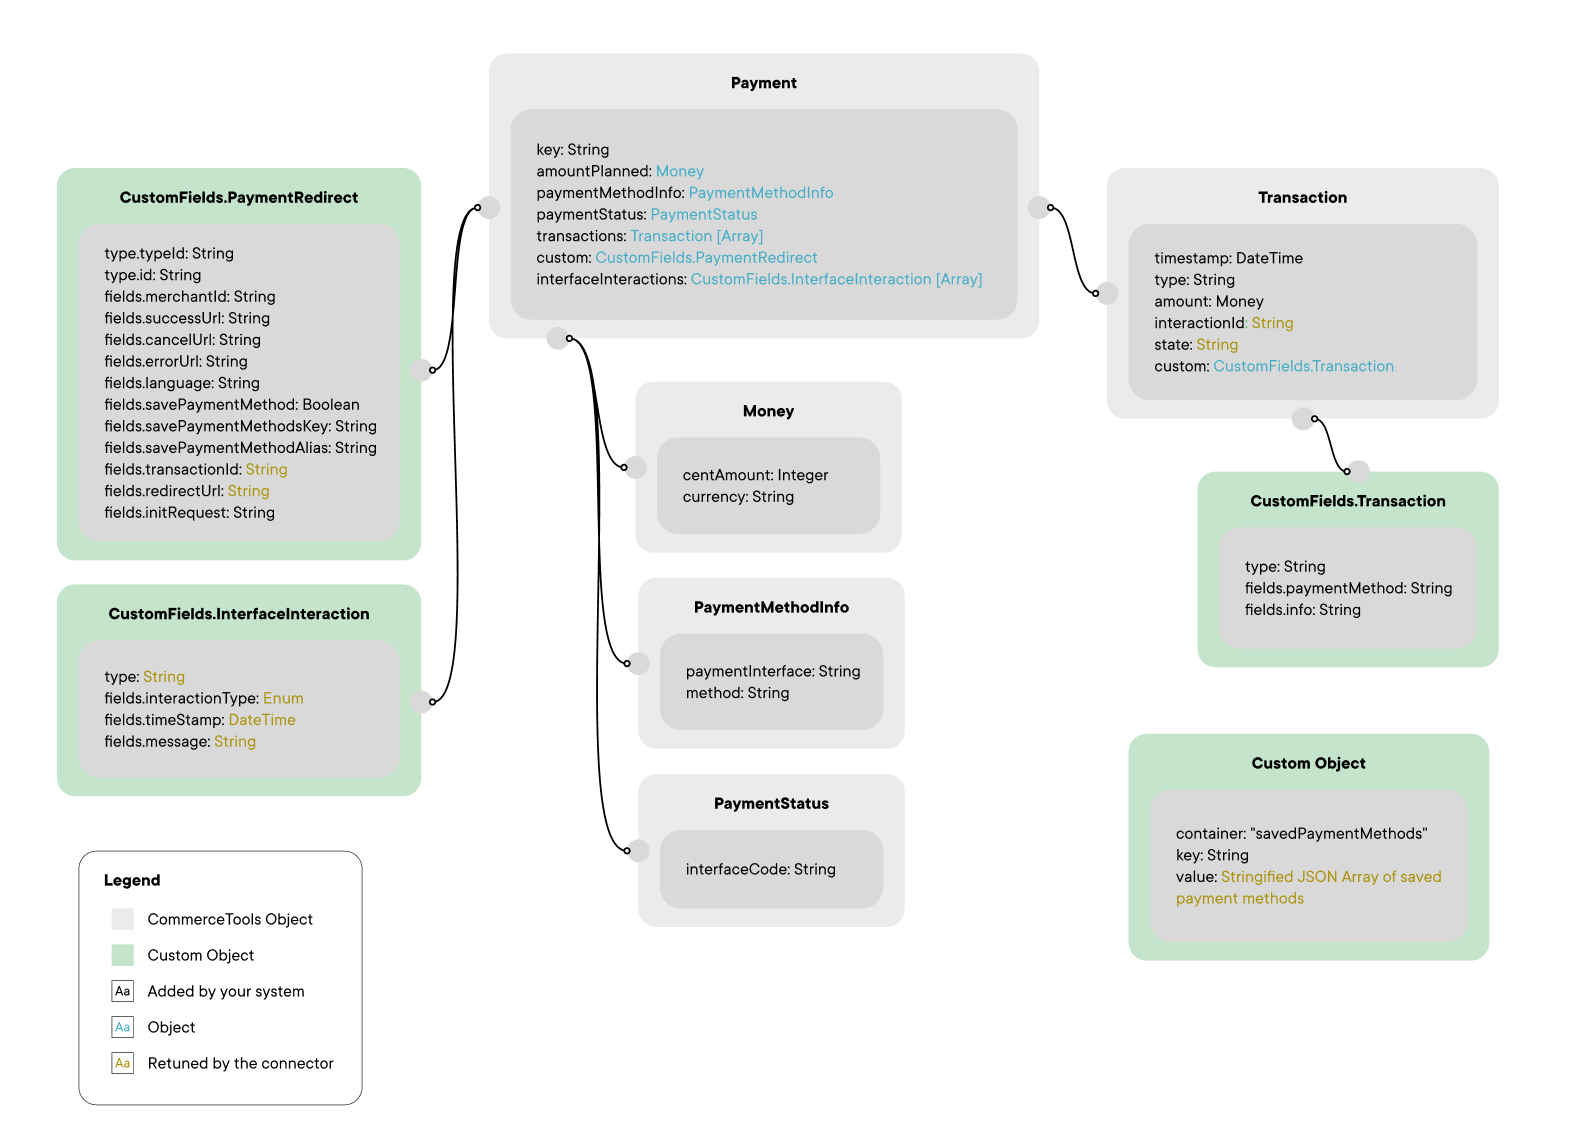 Payment
key: String
amountPlanned: Money
paymentMethodInfo: PaymentMethodInfo
paymentStatus: PaymentStatus
transactions: Transaction [Array]
custom: CustomFields.PaymentRedirect
interfaceInteractions: CustomFields.InterfaceInteraction [Array]
CustomFields.PaymentRedirect
type.typeId: String
type.id: String
fields.merchantId: String
fields.successUrl: String
fields.cancelUrl: String
fields.errorUrl: String
fields.language: String
fields.savePaymentMethod: Boolean
fields.savePaymentMethodsKey: String
fields.savePaymentMethodAlias: String
fields.transactionId: String
fields.redirectUrl: String
fields.initRequest: String
CustomFields.InterfaceInteraction
type: String
fields.interactionType: Enum
fields.timeStamp: DateTime
fields.message: String
Money
centAmount: Integer
currency: String
PaymentMethodInfo
paymentInterface: String
method: String
PaymentStatus
interfaceCode: String
Transaction
timestamp: DateTime
type: String
amount: Money
interactionId: String
state: String
custom: CustomFields.Transaction
CustomFields.Transaction
type: String
fields.paymentMethod: String
fields.info: String
Custom Object
container: "savedPaymentMethods"
key: String
value: Stringified JSON Array of saved
payment methods
Legend
CommerceTools Object
Custom Object
Aa Added by your system
Aa Object
Aa Retuned by the connector